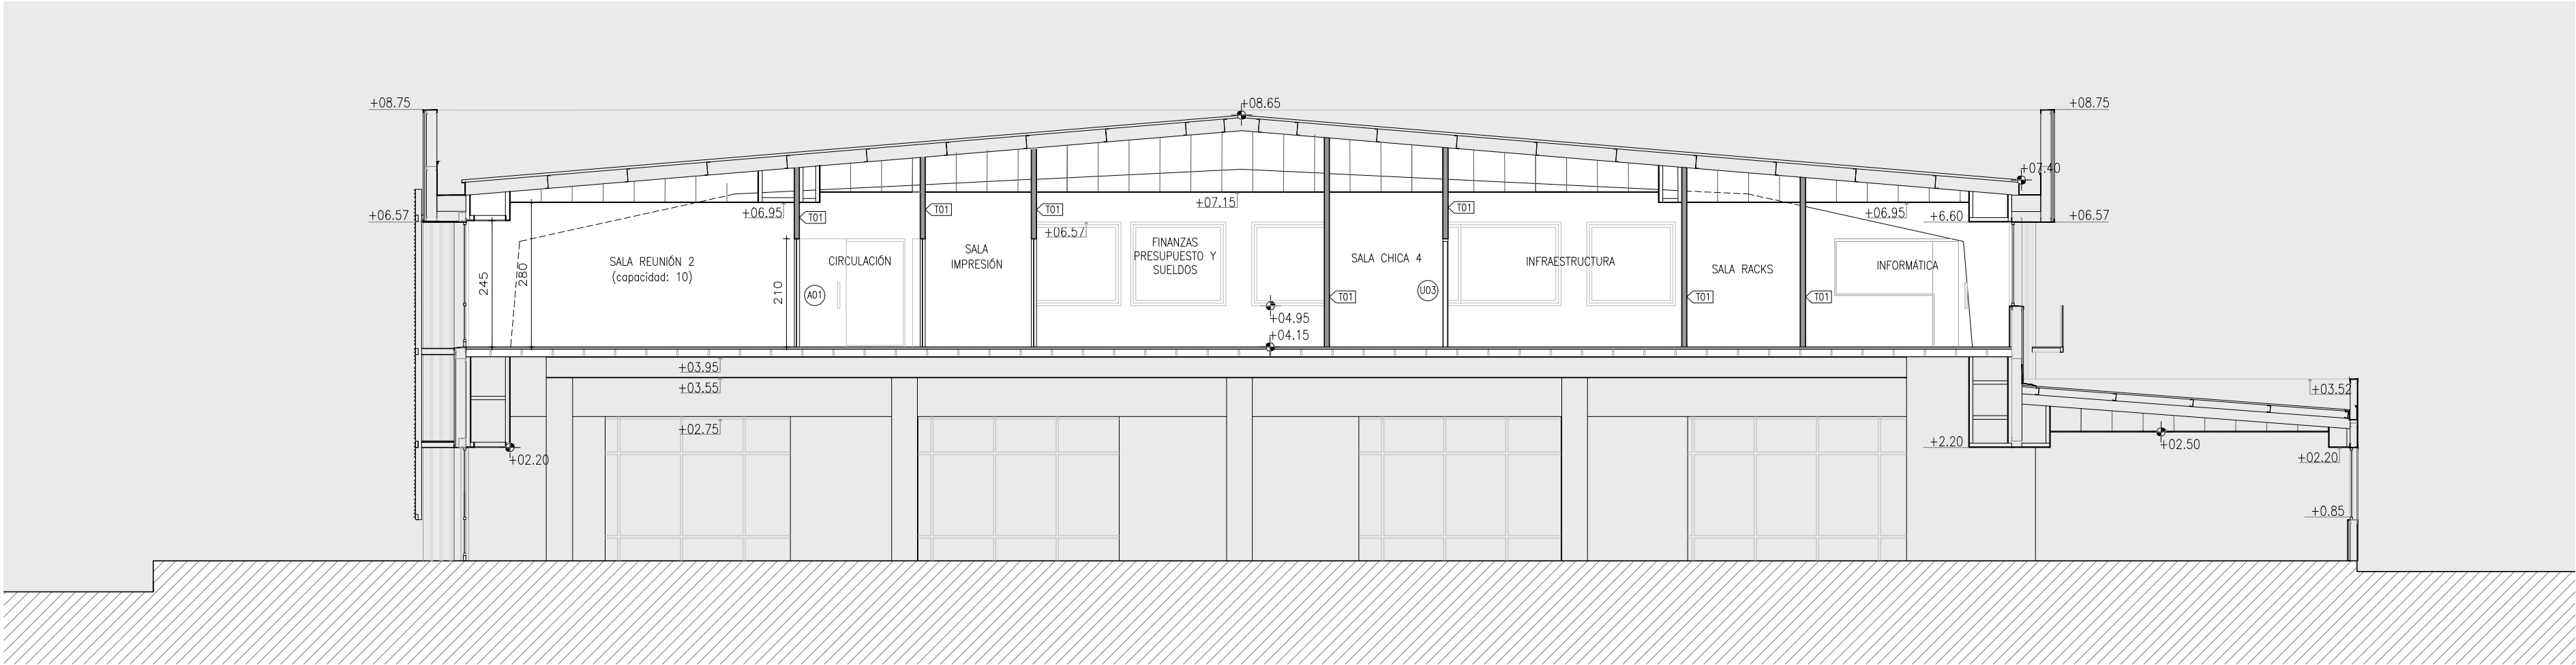 +08.75
+08.65
+08.75
+07.40
+06.57
+06.95
T01
T01
T01
+07.15
T01
+06.95
+6.60
+06.57
+06.57
245
280
SALA REUNIÓN 2
(capacidad: 10)
210
A01
CIRCULACIÓN
SALA
IMPRESIÓN
FINANZAS
PRESUPUESTO Y
SUELDOS
SALA CHICA 4
T01
U03
INFRAESTRUCTURA
SALA RACKS
T01
T01
INFORMÁTICA
+04.95
+04.15
+03.95
+03.55
+03.52
+02.75
+02.20
+2.20
+02.50
+02.20
+0.85